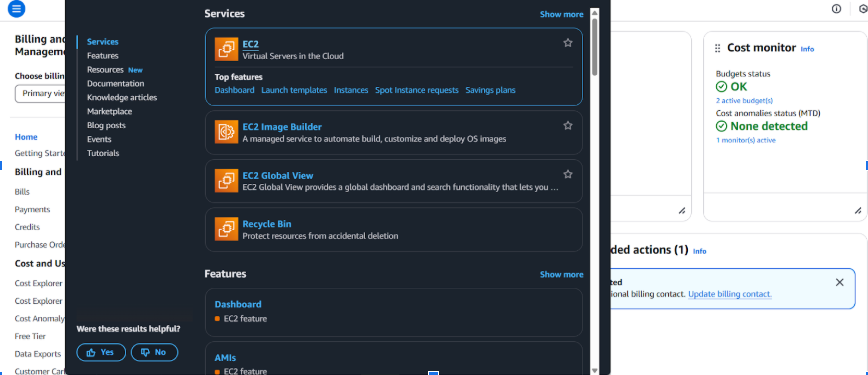 Billing and
Management
Choose billin
Primary vie
Home
Getting Starte
Billing and
Bills
Payments
Credits
Purchase Orde
Cost and Us
Cost Explorer
Cost Explorer
Cost Anomaly
Free Tier
Data Exports
Customer Car
Services
Features
Resources New
Documentation
Knowledge articles
Marketplace
Blog posts
Events
Tutorials
Were these results helpful?
Yes No
Services Show more
EC2
Virtual Servers in the Cloud
Top features
Dashboard Launch templates Instances Spot Instance requests Savings plans
EC2 Image Builder
A managed service to automate build, customize and deploy OS images
EC2 Global View
EC2 Global View provides a global dashboard and search functionality that lets you ...
Recycle Bin
Protect resources from accidental deletion
Features Show more
Dashboard
EC2 feature
AMIs
EC2 feature
Cost monitor Info
Budgets status
OK
2 active budget(s)
Cost anomalies status (MTD)
None detected
1 monitor(s) active
ded actions (1) Info
ted
ional billing contact. Update billing contact.